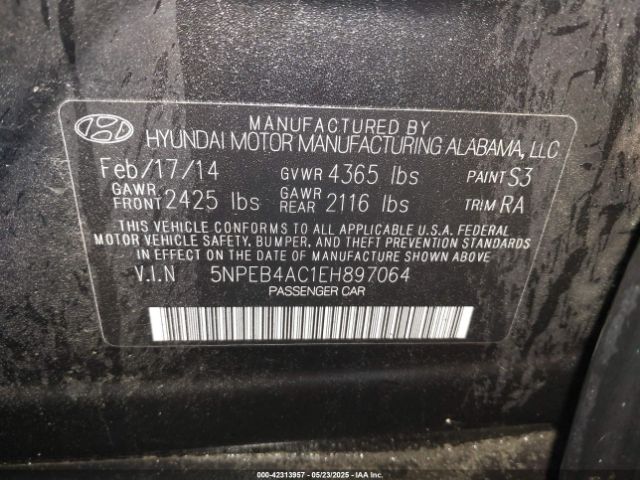 MANUFACTURED BY
HYUNDAI MOTOR MANUFACTURING ALABAMA, LLC
Feb/17/14 GVWR 4365 lbs PAINT S3
GAWR FRONT 2425 lbs GAWR REAR 2116 lbs TRIM RA
THIS VEHICLE CONFORMS TO ALL APPLICABLE U.S.A. FEDERAL
MOTOR VEHICLE SAFETY, BUMPER, AND THEFT PREVENTION STANDARDS
IN EFFECT ON THE DATE OF MANUFACTURE SHOWN ABOVE.
V.I.N 5NPEB4AC1EH897064
PASSENGER CAR
000-42313957 - 05/23/2025 - IAAI, INC.